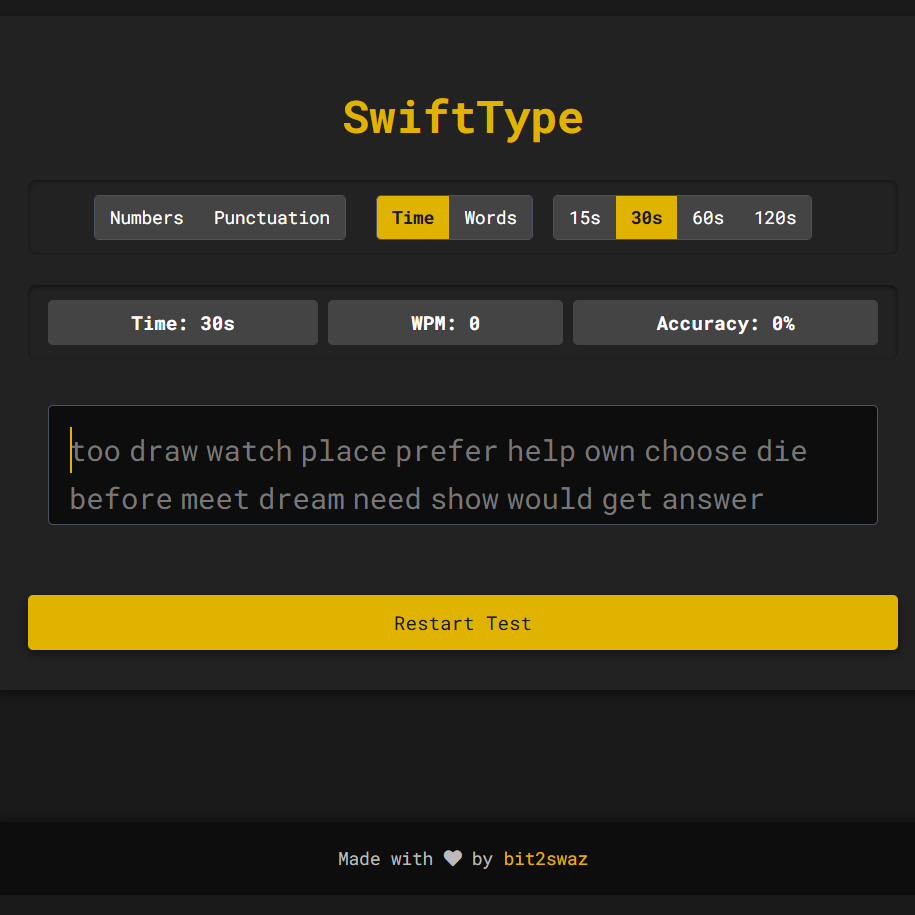 SwiftType
Numbers Punctuation Time Words 15s 30s 60s 120s
Time: 30s WPM: 0 Accuracy: 0%
too draw watch place prefer help own choose die
before meet dream need show would get answer
Restart Test
Made with ♥ by bit2swaz